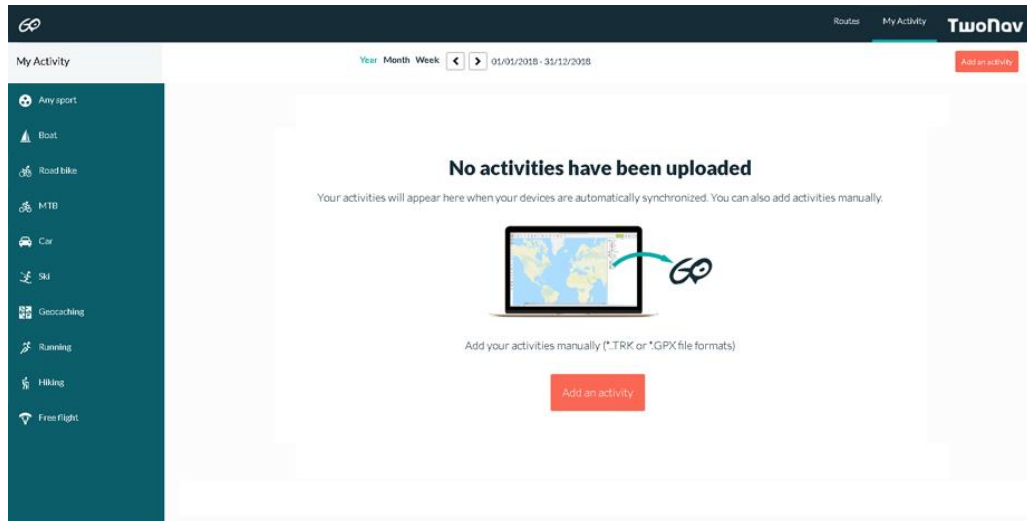 GO
Routes
My Activity
TwoNav
My Activity
Year Month Week
01/01/2018 - 31/12/2018
Add an activity
Any sport
Boat
Road bike
MTB
Car
Ski
Geocaching
Running
Hiking
Free flight
No activities have been uploaded
Your activities will appear here when your devices are automatically synchronized. You can also add activities manually.
GO
Add your activities manually (*.TRK or *.GPX file formats)
Add an activity